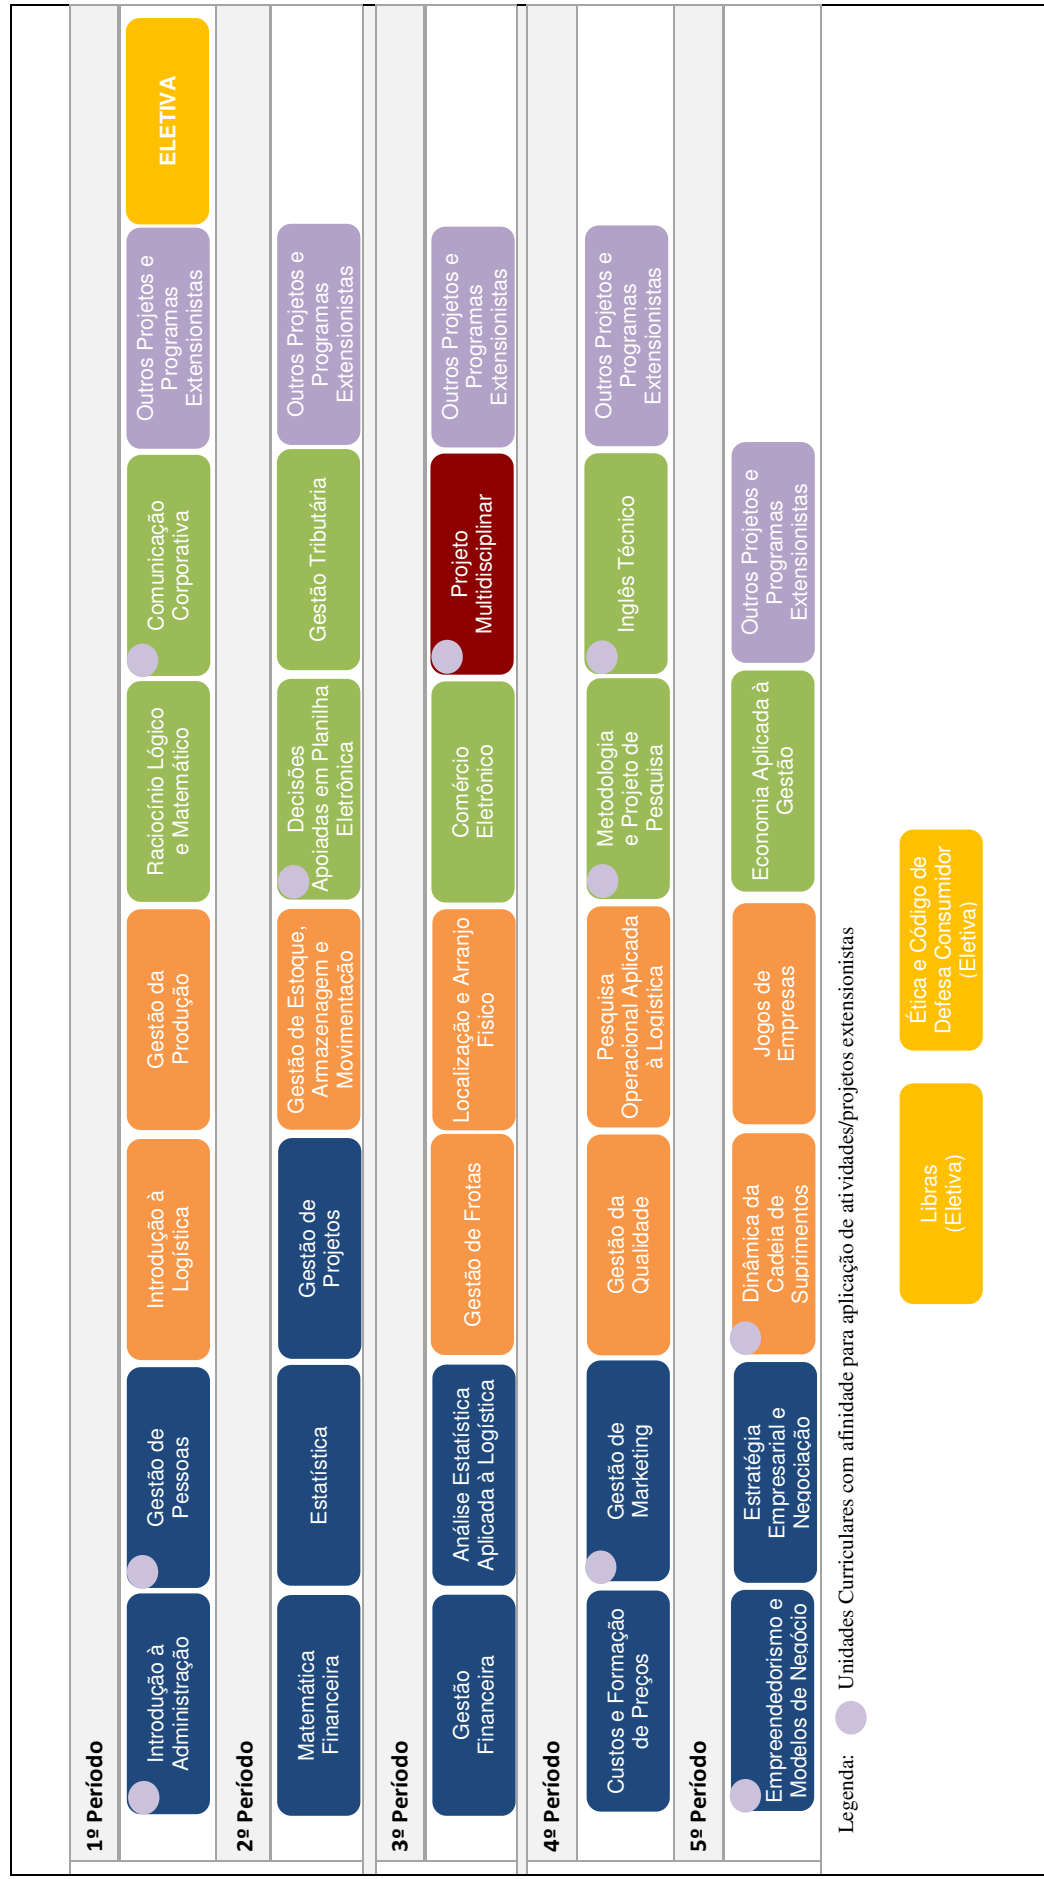 1º Período
Introdução à
Administração
Gestão de
Pessoas
Introdução à
Logística
Gestão da
Produção
Raciocínio Lógico
e Matemático
Comunicação
Corporativa
Outros Projetos e
Programas
Extensionistas
ELETIVA
2º Período
Matemática
Financeira
Estatística
Gestão de
Projetos
Gestão de Estoque,
Armazenagem e
Movimentação
Decisões
Apoiadas em Planilha
Eletrônica
Gestão Tributária
Outros Projetos e
Programas
Extensionistas
3º Período
Gestão
Financeira
Análise Estatística
Aplicada à Logística
Gestão de Frotas
Localização e Arranjo
Fisico
Comércio
Eletrônico
Projeto
Multidisciplinar
Outros Projetos e
Programas
Extensionistas
4º Período
Custos e Formação
de Preços
Gestão de
Marketing
Gestão da
Qualidade
Pesquisa
Operacional Aplicada
à Logística
Metodologia
e Projeto de
Pesquisa
Inglês Técnico
Outros Projetos e
Programas
Extensionistas
5º Período
Empreendedorismo e
Modelos de Negócio
Estratégia
Empresarial e
Negociação
Dinâmica da
Cadeia de
Suprimentos
Jogos de
Empresas
Economia Aplicada à
Gestão
Outros Projetos e
Programas
Extensionistas
Legenda: Unidades Curriculares com afinidade para aplicação de atividades/projetos extensionistas
Libras
(Eletiva)
Ética e Código de
Defesa Consumidor
(Eletiva)